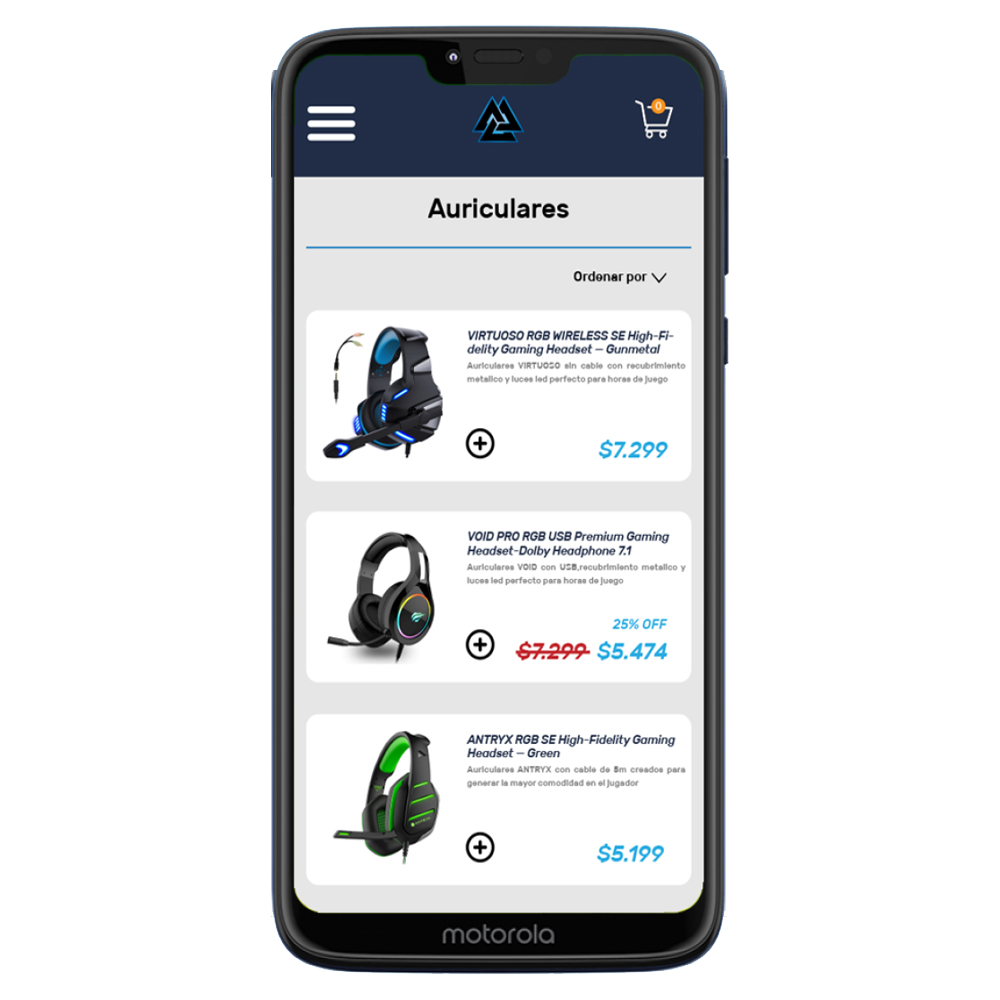 0
Auriculares
Ordenar por
VIRTUOSO RGB WIRELESS SE High-Fi-
delity Gaming Headset – Gunmetal
Auriculares VIRTUOSO sin cable con recubrimiento
metalico y luces led perfecto para horas de juego
$7.299
VOID PRO RGB USB Premium Gaming
Headset-Dolby Headphone 7.1
Auriculares VOID con USB,recubrimiento metalico y
luces led perfecto para horas de juego
25% OFF
$7.299 $5.474
ANTRYX RGB SE High-Fidelity Gaming
Headset – Green
Auriculares ANTRYX con cable de 5m creados para
generar la mayor comodidad en el jugador
$5.199
motorola